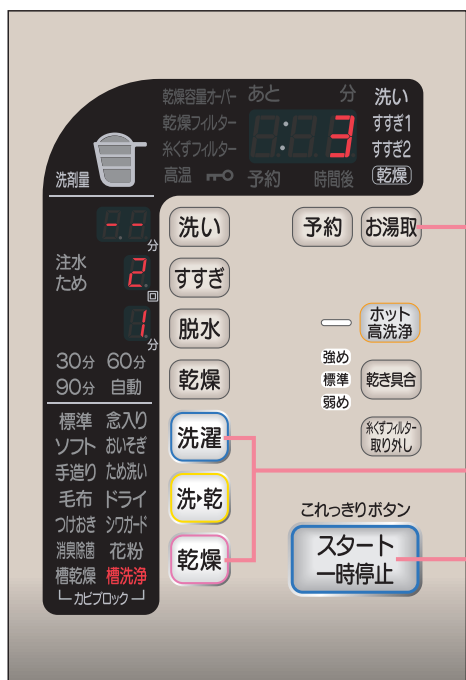 乾燥容量オーバー あと 分 洗い
乾燥フィルター すすぎ1
糸くずフィルター 8:3 すすぎ2
高温 予約 時間後 乾燥
洗剤量
-- 分 洗い 予約 お湯取
注水
ため 2 回 すすぎ
1 分 脱水 ホット
高洗浄
30分 60分 強め
90分 自動 乾燥 標準 乾き具合
弱め
標準 念入り 洗濯 糸くずフィルター
取り外し
ソフト おいそぎ
手造り ため洗い
毛布 ドライ 洗▸乾
つけおき シワガード これっきりボタン
消臭除菌 花粉 乾燥 スタート
一時停止
槽乾燥 槽洗浄
カビブロック